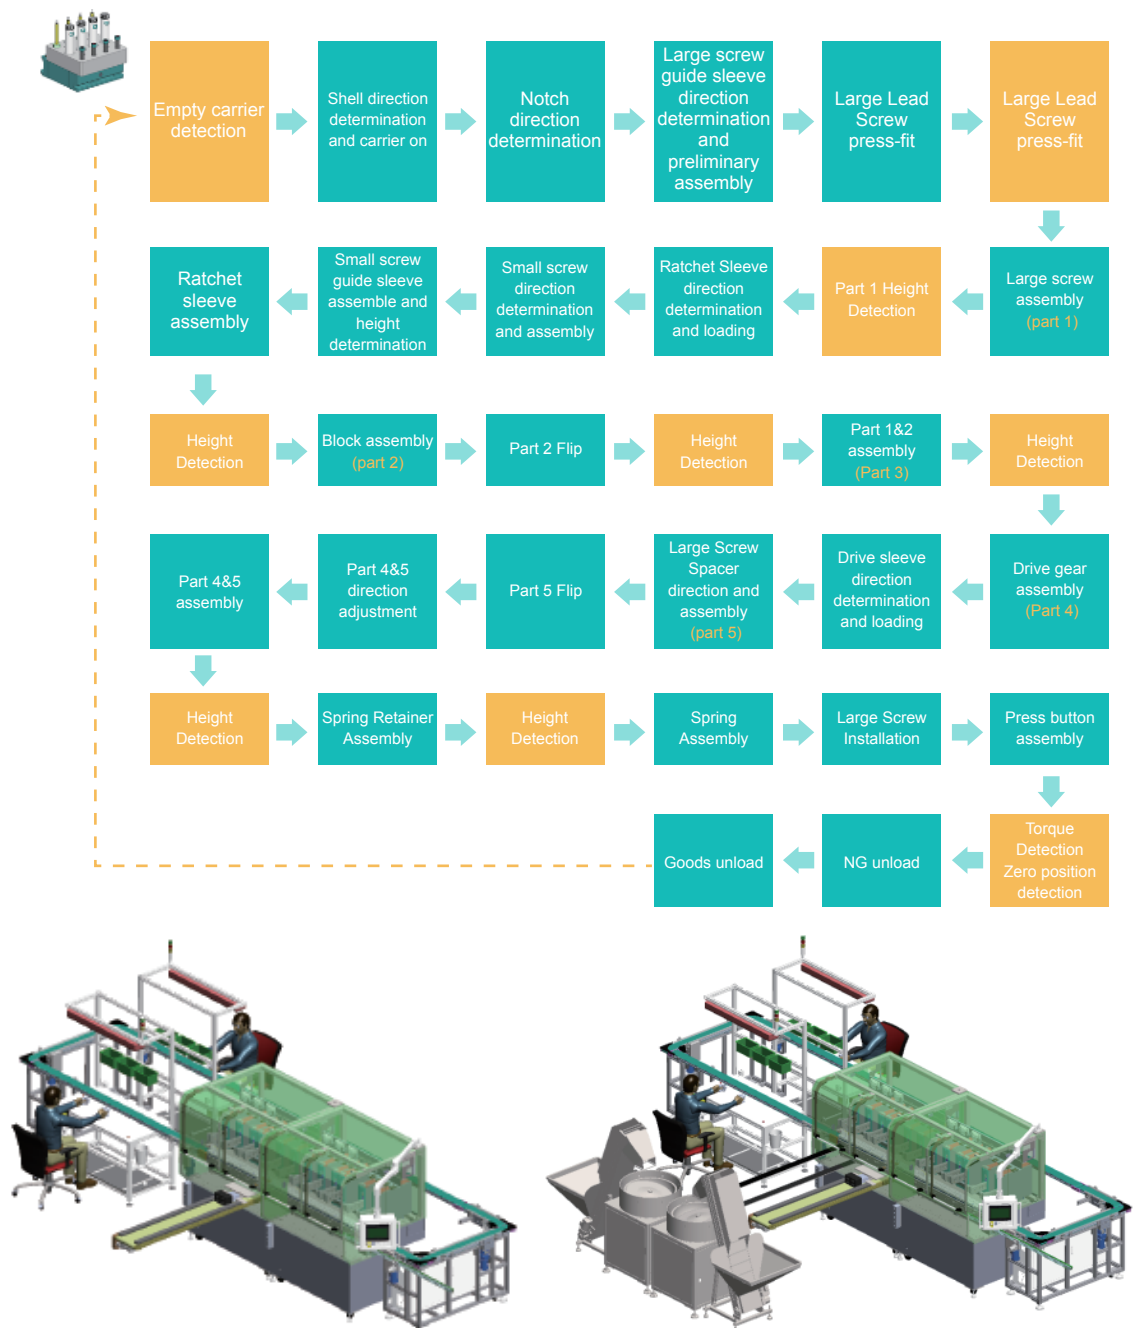 Empty carrier
detection
Shell direction
determination
and carrier on
Notch
direction
determination
Large screw
guide sleeve
direction
determination
and
preliminary
assembly
Large Lead
Screw
press-fit
Large Lead
Screw
press-fit
Ratchet
sleeve
assembly
Small screw
guide sleeve
assemble and
height
determination
Small screw
direction
determination
and assembly
Ratchet Sleeve
direction
determination
and loading
Part 1 Height
Detection
Large screw
assembly
(part 1)
Height
Detection
Block assembly
(part 2)
Part 2 Flip
Height
Detection
Part 1&2
assembly
(Part 3)
Height
Detection
Part 4&5
assembly
Part 4&5
direction
adjustment
Part 5 Flip
Large Screw
Spacer
direction and
assembly
(part 5)
Drive sleeve
direction
determination
and loading
Drive gear
assembly
(Part 4)
Height
Detection
Spring Retainer
Assembly
Height
Detection
Spring
Assembly
Large Screw
Installation
Press button
assembly
Goods unload
NG unload
Torque
Detection
Zero position
detection